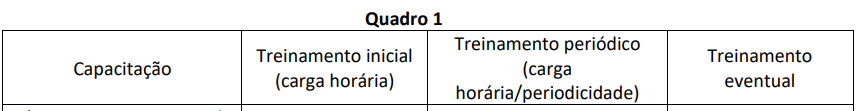 Quadro 1
Capacitação
Treinamento inicial
(carga horária)
Treinamento periódico
(carga
horária/periodicidade)
Treinamento
eventual